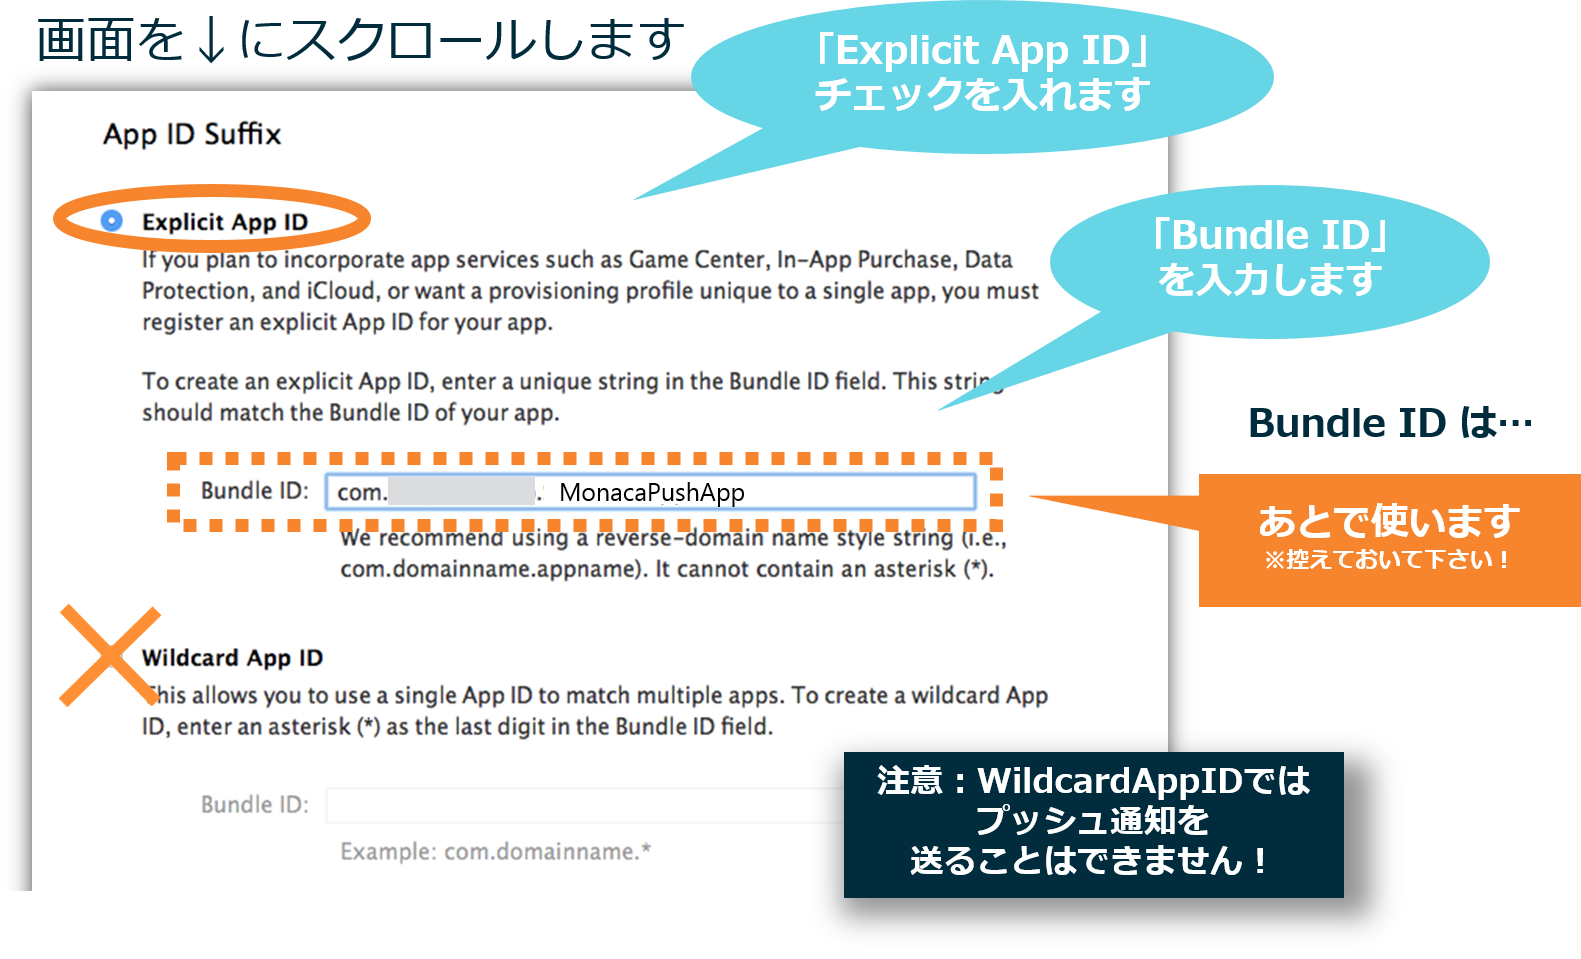 画面を↓にスクロールします
「Explicit App ID」
チェックを入れます
App ID Suffix
Explicit App ID
If you plan to incorporate app services such as Game Center, In-App Purchase, Data
Protection, and iCloud, or want a provisioning profile unique to a single app, you must
register an explicit App ID for your app.
「Bundle ID」
を入力します
To create an explicit App ID, enter a unique string in the Bundle ID field. This string
should match the Bundle ID of your app.
Bundle ID は…
Bundle ID: com. . MonacaPushApp
あとで使います
※控えておいて下さい！
We recommend using a reverse-domain name style string (i.e.,
com.domainname.appname). It cannot contain an asterisk (*).
Wildcard App ID
This allows you to use a single App ID to match multiple apps. To create a wildcard App
ID, enter an asterisk (*) as the last digit in the Bundle ID field.
注意：WildcardAppIDでは
プッシュ通知を
送ることはできません！
Bundle ID:
Example: com.domainname.*